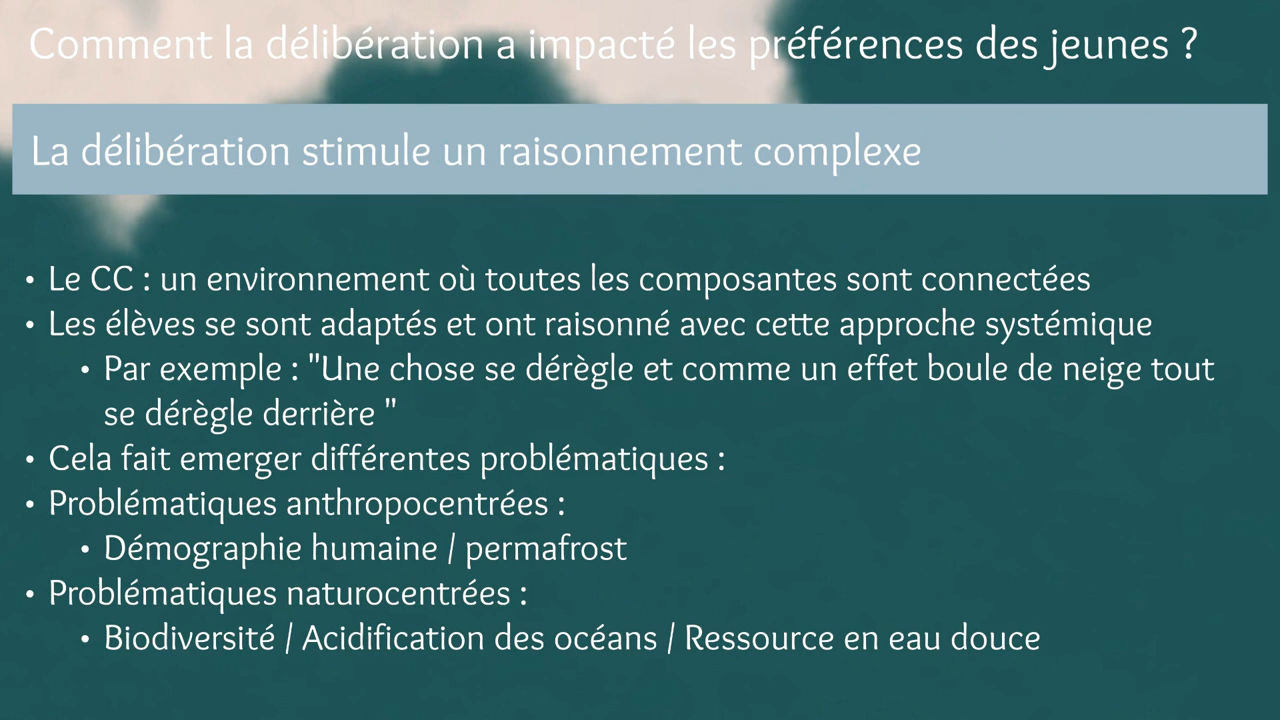 Comment la délibération a impacté les préférences des jeunes ?
La délibération stimule un raisonnement complexe
• Le CC : un environnement où toutes les composantes sont connectées
• Les élèves se sont adaptés et ont raisonné avec cette approche systémique
• Par exemple : "Une chose se dérègle et comme un effet boule de neige tout
se dérègle derrière "
• Cela fait emerger différentes problématiques :
• Problématiques anthropocentrées :
• Démographie humaine / permafrost
• Problématiques naturocentrées :
• Biodiversité / Acidification des océans / Ressource en eau douce